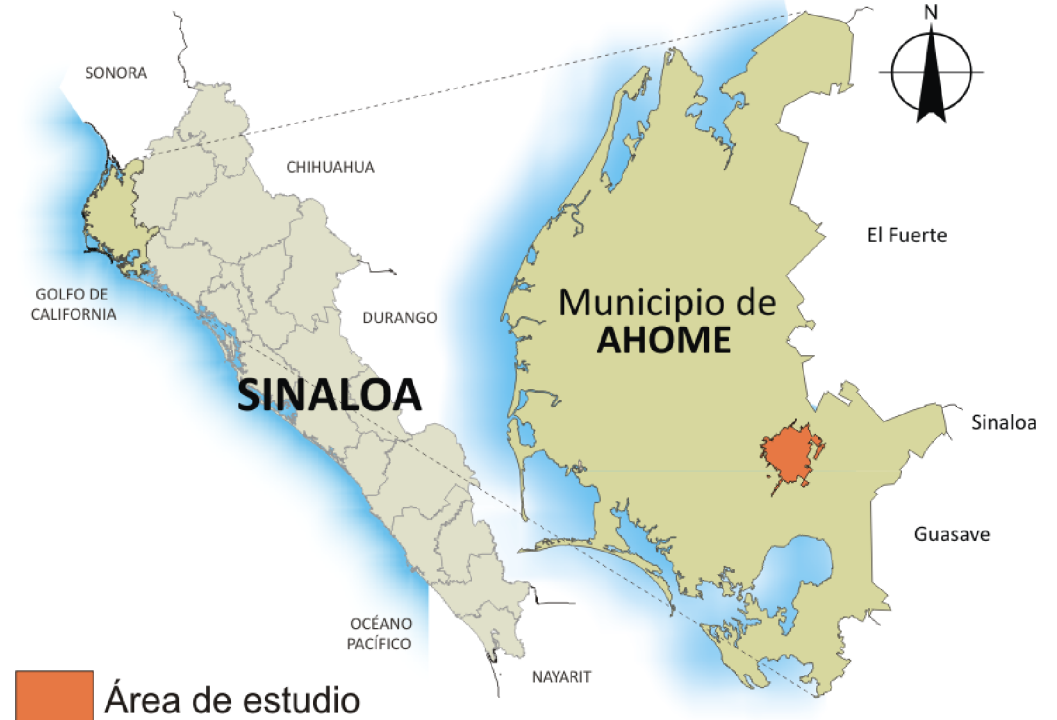 N
SONORA
CHIHUAHUA
El Fuerte
GOLFO DE
CALIFORNIA
DURANGO
Municipio de
AHOME
SINALOA
Sinaloa
Guasave
OCÉANO
PACÍFICO
NAYARIT
Área de estudio